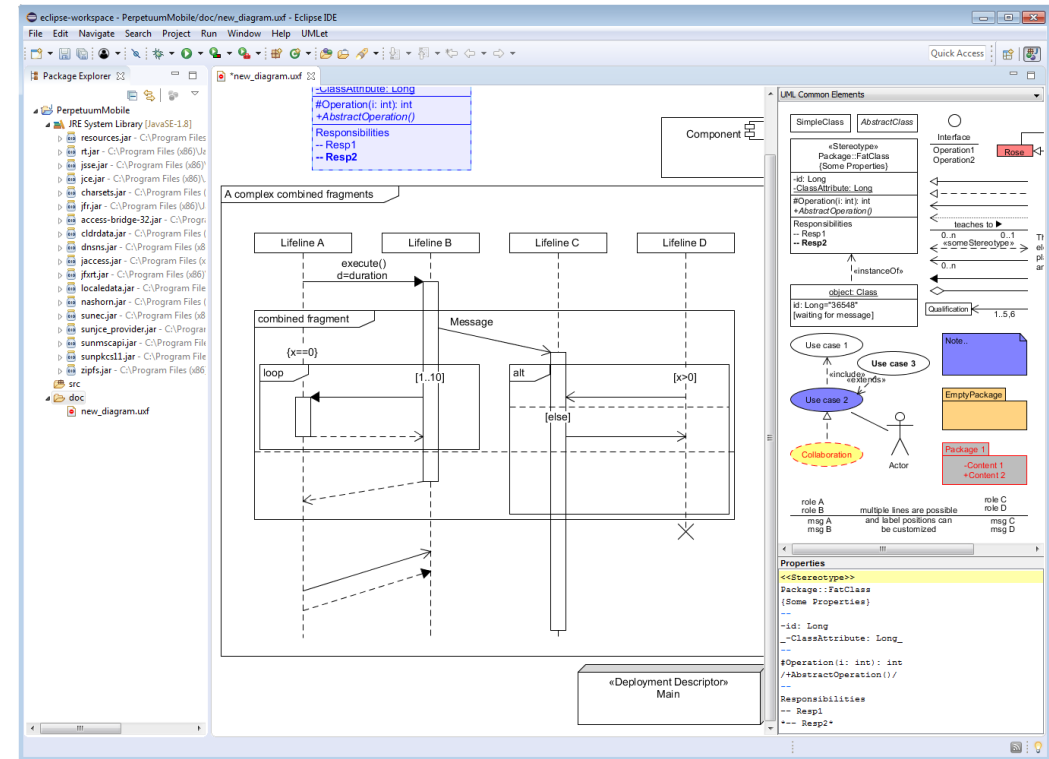 eclipse-workspace - PerpetuumMobile/doc/new_diagram.uxf - Eclipse IDE
File Edit Navigate Search Project Run Window Help UMLet
Quick Access
Package Explorer
PerpetuumMobile
JRE System Library [JavaSE-1.8]
resources.jar - C:\Program Files
rt.jar - C:\Program Files (x86)\Ja
jsse.jar - C:\Program Files (x86)\
jce.jar - C:\Program Files (x86)\
charsets.jar - C:\Program Files (
jfr.jar - C:\Program Files (x86)\J
access-bridge-32.jar - C:\Progra
cldrdata.jar - C:\Program Files (
dnsns.jar - C:\Program Files (x8
jaccess.jar - C:\Program Files (x
jfxrt.jar - C:\Program Files (x86)
localedata.jar - C:\Program Files
nashorn.jar - C:\Program Files (
sunec.jar - C:\Program Files (x8
sunjce_provider.jar - C:\Program
sunmscapi.jar - C:\Program File
sunpkcs11.jar - C:\Program File
zipfs.jar - C:\Program Files (x86
src
doc
new_diagram.uxf
*new_diagram.uxf
-ClassAttribute: Long
#Operation(i: int): int
+AbstractOperation()
Responsibilities
-- Resp1
-- Resp2
Component
A complex combined fragments
Lifeline A
Lifeline B
Lifeline C
Lifeline D
execute()
d=duration
combined fragment
Message
{x==0}
loop
[1..10]
alt
[x>0]
[else]
«Deployment Descriptor»
Main
UML Common Elements
SimpleClass
AbstractClass
Interface
Operation1
Operation2
Rose
«Stereotype»
Package::FatClass
{Some Properties}
-id: Long
-ClassAttribute: Long
#Operation(i: int): int
+AbstractOperation()
Responsibilities
-- Resp1
-- Resp2
teaches to
0..n 0..1
«someStereotype»
0..n
Th
el
pla
ar
«instanceOf»
object: Class
id: Long="36548"
[waiting for message]
Qualification
1..5,6
Use case 1
Use case 3
«include»
«extends»
Use case 2
Collaboration
Actor
Note..
EmptyPackage
Package 1
-Content 1
+Content 2
role A
role B
msg A
msg B
multiple lines are possible
and label positions can
be customized
role C
role D
msg C
msg D
Properties
<<Stereotype>>
Package::FatClass
{Some Properties}
--
-id: Long
_-ClassAttribute: Long_
--
#Operation(i: int): int
/+AbstractOperation()/
--
Responsibilities
-- Resp1
*-- Resp2*